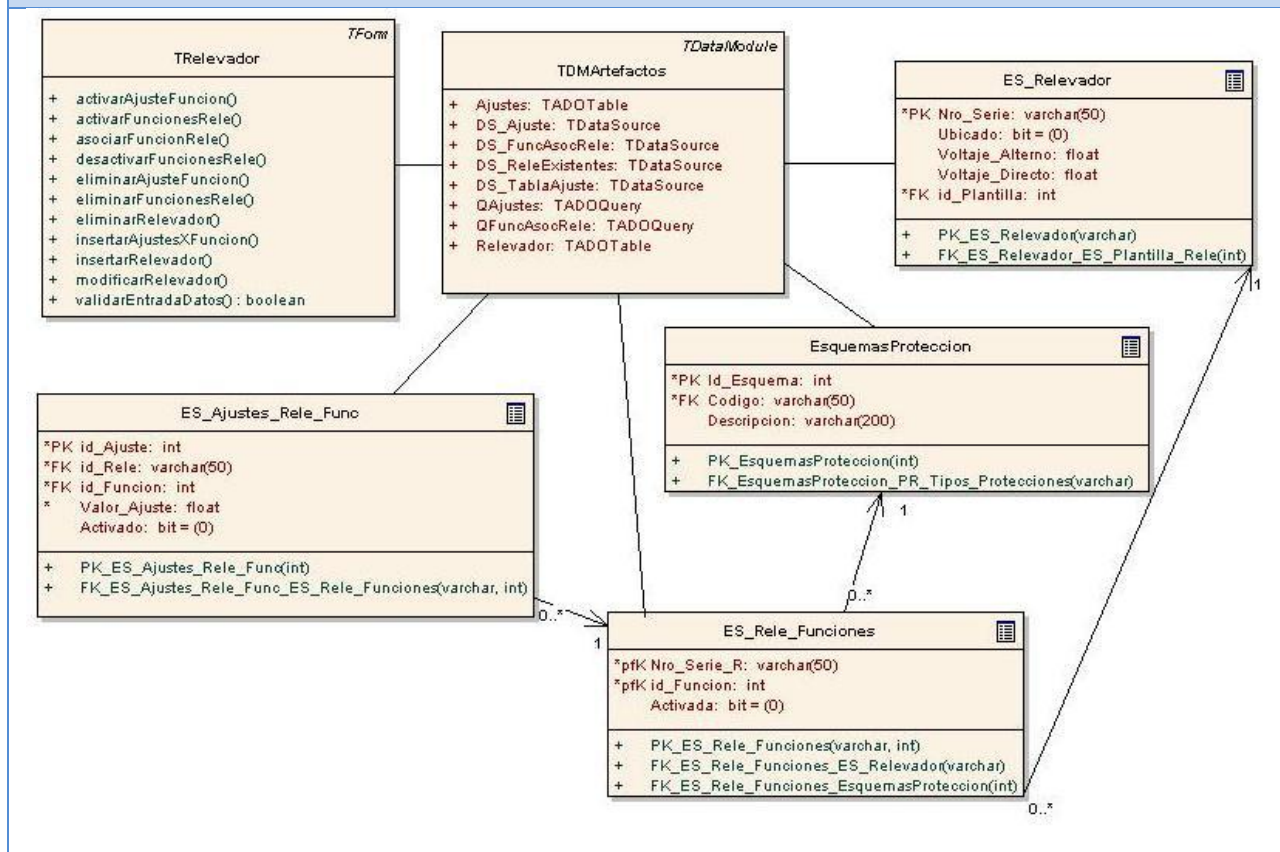 TForm
TRelevador
+ activarAjusteFuncion()
+ activarFuncionesRele()
+ asociarFuncionRele()
+ desactivarFuncionesRele()
+ eliminarAjusteFuncion()
+ eliminarFuncionesRele()
+ eliminarRelevador()
+ insertarAjustesXFuncion()
+ insertarRelevador()
+ modificarRelevador()
+ validarEntradaDatos() : boolean
TDataModule
TDMArtefactos
+ Ajustes: TADOTable
+ DS_Ajuste: TDataSource
+ DS_FuncAsocRele: TDataSource
+ DS_ReleExistentes: TDataSource
+ DS_TablaAjuste: TDataSource
+ QAjustes: TADOQuery
+ QFuncAsocRele: TADOQuery
+ Relevador: TADOTable
ES_Relevador
*PK Nro_Serie: varchar(50)
Ubicado: bit = (0)
Voltaje_Alterno: float
Voltaje_Directo: float
*FK id_Plantilla: int
+ PK_ES_Relevador(varchar)
+ FK_ES_Relevador_ES_Plantilla_Rele(int)
1
EsquemasProteccion
*PK Id_Esquema: int
*FK Codigo: varchar(50)
Descripcion: varchar(200)
+ PK_EsquemasProteccion(int)
+ FK_EsquemasProteccion_PR_Tipos_Protecciones(varchar)
1
0..*
ES_Ajustes_Rele_Func
*PK id_Ajuste: int
*FK id_Rele: varchar(50)
*FK id_Funcion: int
* Valor_Ajuste: float
Activado: bit = (0)
+ PK_ES_Ajustes_Rele_Func(int)
+ FK_ES_Ajustes_Rele_Func_ES_Rele_Funciones(varchar, int)
0..*
1
ES_Rele_Funciones
*pfK Nro_Serie_R: varchar(50)
*pfK id_Funcion: int
Activada: bit = (0)
+ PK_ES_Rele_Funciones(varchar, int)
+ FK_ES_Rele_Funciones_ES_Relevador(varchar)
+ FK_ES_Rele_Funciones_EsquemasProteccion(int)
0..*